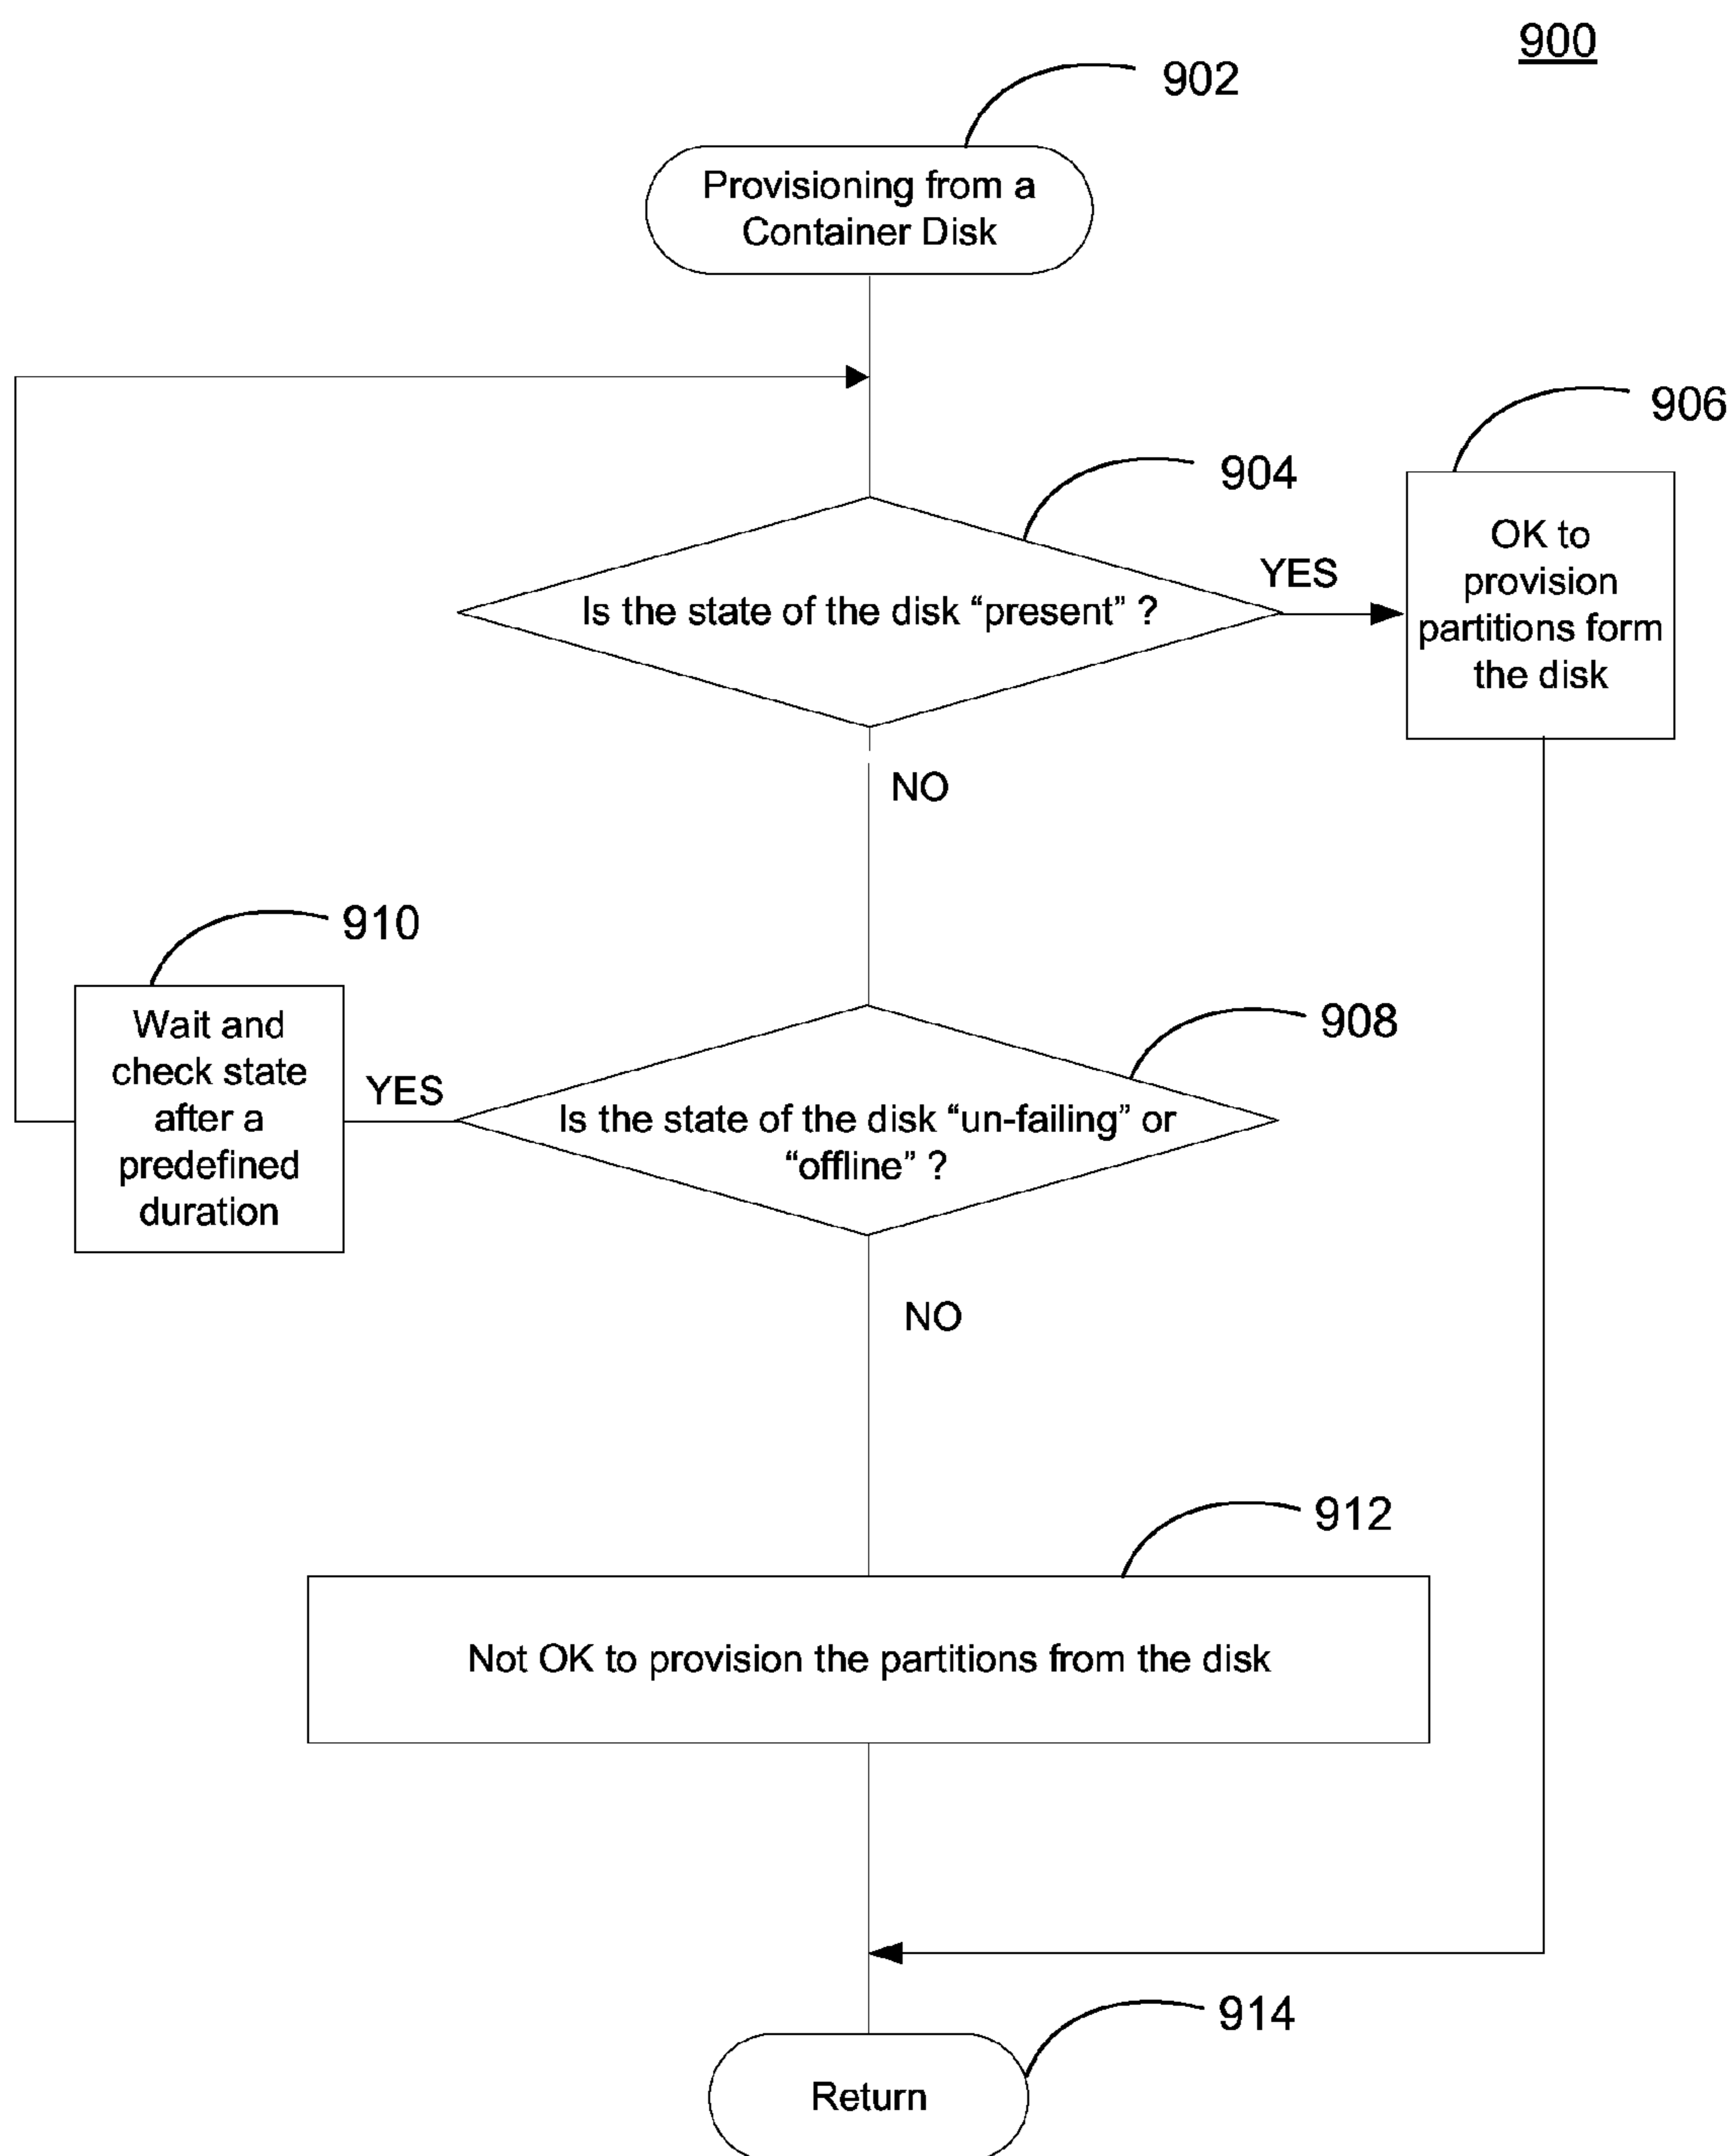 900
902
Provisioning from a
Container Disk
904
906
YES
OK to
provision
partitions form
the disk
Is the state of the disk “present” ?
NO
910
908
Wait and
check state
after a
predefined
duration
YES
Is the state of the disk “un-failing” or
“offline” ?
NO
912
Not OK to provision the partitions from the disk
914
Return